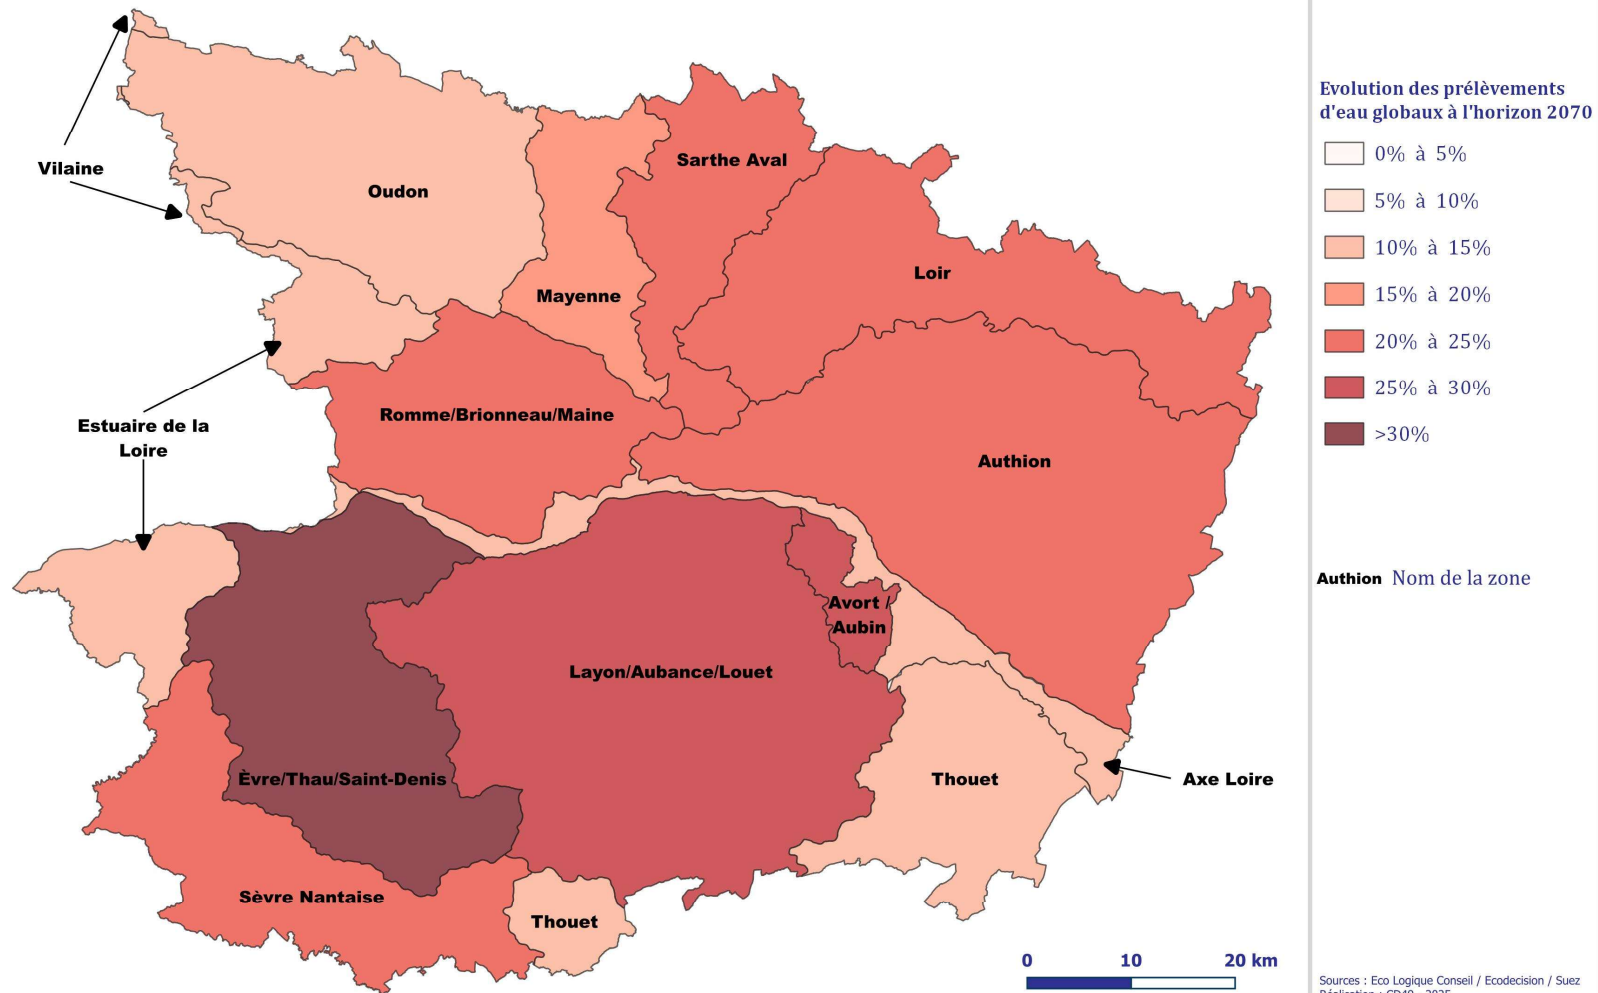 Vilaine
Oudon
Sarthe Aval
Mayenne
Loir
Estuaire de la
Loire
Romme/Brionneau/Maine
Authion
Avort /
Aubin
Layon/Aubance/Louet
Èvre/Thau/Saint-Denis
Thouet
Axe Loire
Sèvre Nantaise
Thouet
0 10 20 km
Evolution des prélèvements
d'eau globaux à l'horizon 2070
0% à 5%
5% à 10%
10% à 15%
15% à 20%
20% à 25%
25% à 30%
>30%
Authion Nom de la zone
Sources : Eco Logique Conseil / Ecodecision / Suez
Réalisation : CD49 - 2025